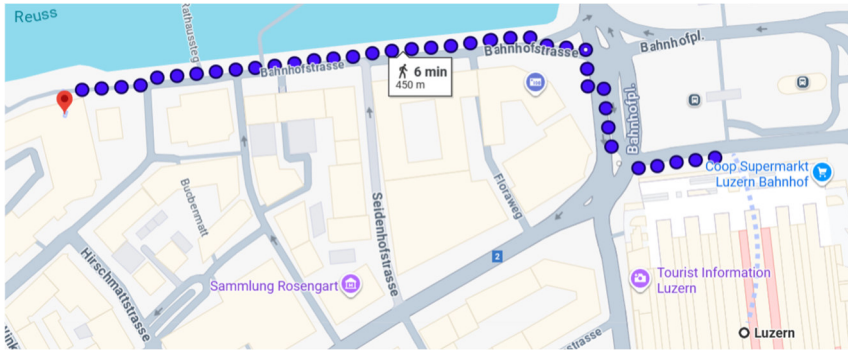 Reuss
Rathaussteg
Bahnhofstrasse
Bahnhofstrasse
Bahnhofpl.
6 min
450 m
Bahnhofpl.
Coop Supermarkt
Luzern Bahnhof
Floraweg
Seidenhofstrasse
Hirschmattstrasse
2
Sammlung Rosengart
Tourist Information
Luzern
Luzern